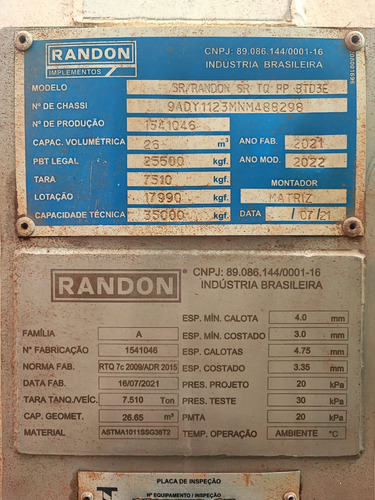 RANDON
IMPLEMENTOS
CNPJ: 89.086.144/0001-16
INDÚSTRIA BRASILEIRA
MODELO SR/RANDON SR TQ PP BTD3E
Nº DE CHASSI 9ADY1123MNM488298
Nº DE PRODUÇÃO 1541046
CAPAC. VOLUMÉTRICA 26 m³ ANO FAB. 2021
PBT LEGAL 25500 kgf. ANO MOD. 2022
TARA 7510 kgf. MONTADOR
LOTAÇÃO 17990 kgf. MATRIZ
CAPACIDADE TÉCNICA 35000 kgf. DATA /07/21
RANDON®
CNPJ: 89.086.144/0001-16
INDÚSTRIA BRASILEIRA
ESP. MÍN. CALOTA 4.0 mm
FAMÍLIA A ESP. MÍN. COSTADO 3.0 mm
N° FABRICAÇÃO 1541046 ESP. CALOTAS 4.75 mm
NORMA FAB. RTQ 7c 2009/ADR 2015 ESP. COSTADO 3.35 mm
DATA FAB. 16/07/2021 PRES. PROJETO 20 kPa
TARA TANQ./VEIC. 7.510 Ton PRES. TESTE 30 kPa
CAP. GEOMET. 26.65 m³ PMTA 20 kPa
MATERIAL ASTMA1011SSG36T2 TEMP. OPERAÇÃO AMBIENTE °C
PLACA DE INSPEÇÃO
Nº EQUIPAMENTO / INSPEÇÃO